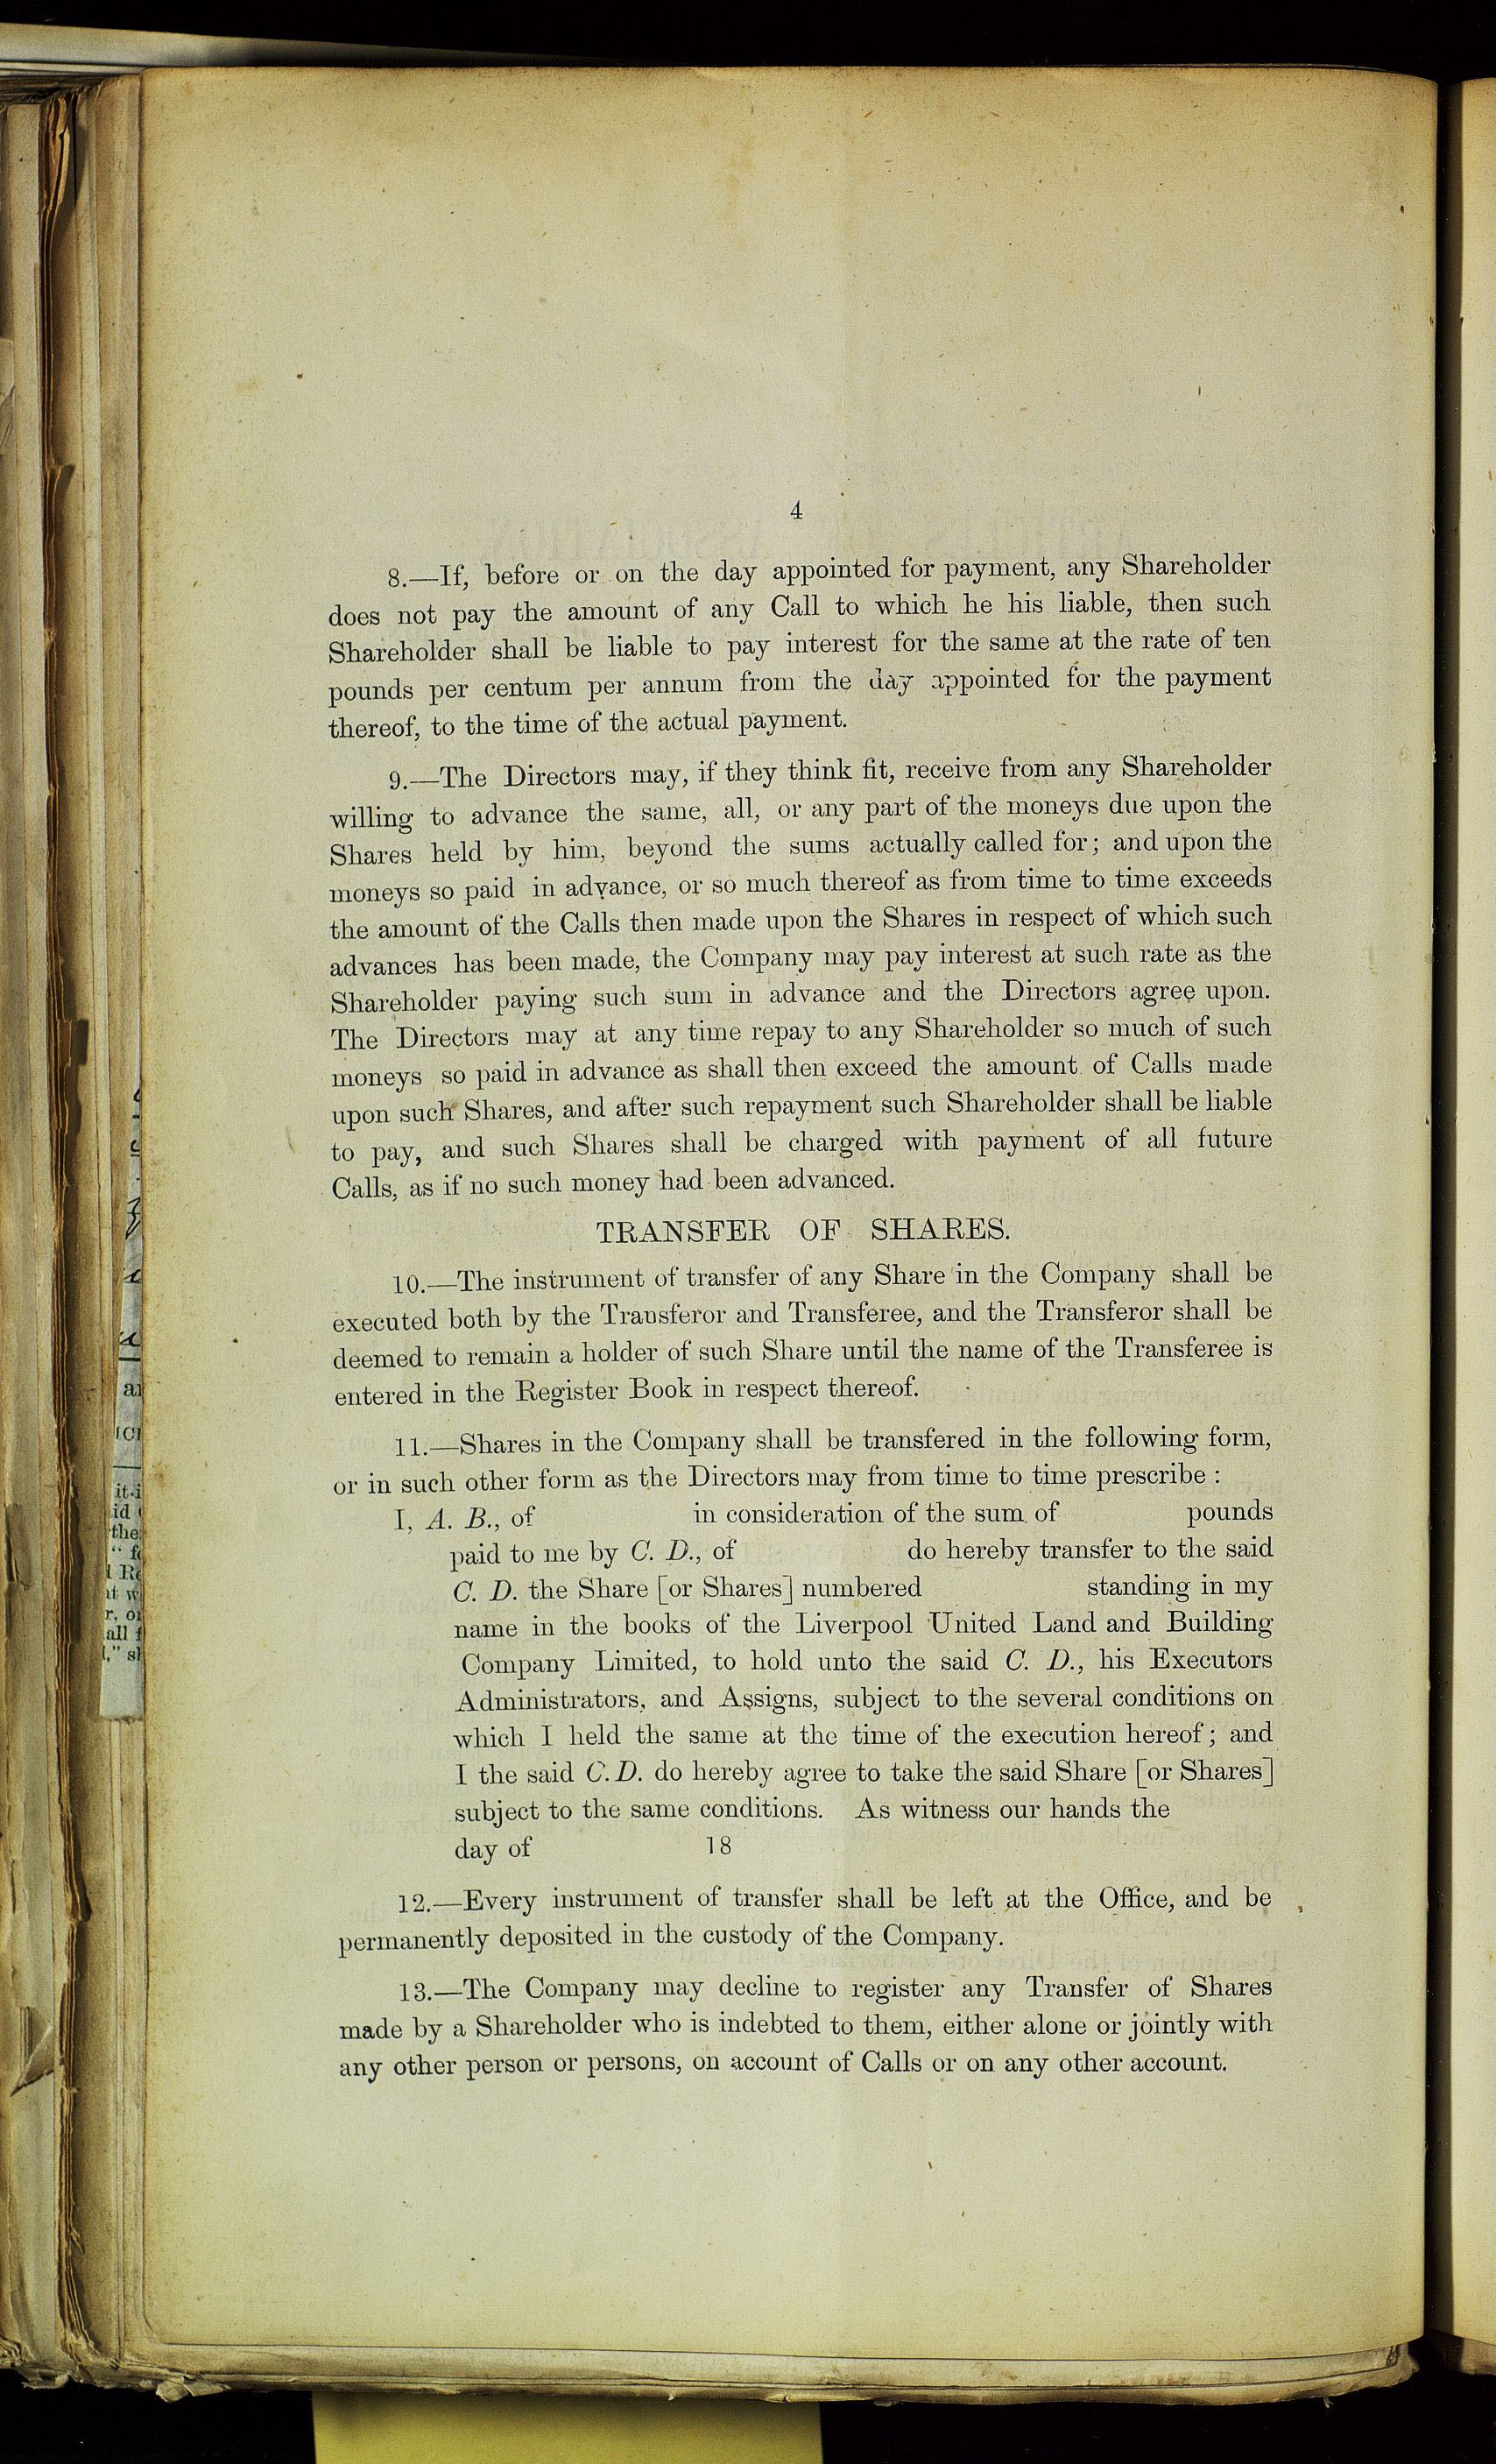 4
8.—If, before or on the day appointed for payment, any Shareholder
does not pay the amount of any Call to which he his liable, then such
Shareholder shall be liable to pay interest for the same at the rate of ten
pounds per centum per annum from the day appointed for the payment
thereof, to the time of the actual payment.
9.—The Directors may, if they think fit, receive from any Shareholder
willing to advance the same, all, or any part of the moneys due upon the
Shares held by him, beyond the sums actually called for; and upon the
moneys so paid in advance, or so much thereof as from time to time exceeds
the amount of the Calls then made upon the Shares in respect of which such
advances has been made, the Company may pay interest at such rate as the
Shareholder paying such sum in advance and the Directors agree upon.
The Directors may at any time repay to any Shareholder so much of such
moneys so paid in advance as shall then exceed the amount of Calls made
upon such Shares, and after such repayment such Shareholder shall be liable
to pay, and such Shares shall be charged with payment of all future
Calls, as if no such money had been advanced.
TRANSFER OF SHARES.
10.—The instrument of transfer of any Share in the Company shall be
executed both by the Transferor and Transferee, and the Transferor shall be
deemed to remain a holder of such Share until the name of the Transferee is
entered in the Register Book in respect thereof.
11.—Shares in the Company shall be transfered in the following form,
or in such other form as the Directors may from time to time prescribe :
I, A. B., of in consideration of the sum of pounds
paid to me by C. D., of do hereby transfer to the said
C. D. the Share [or Shares] numbered standing in my
name in the books of the Liverpool United Land and Building
Company Limited, to hold unto the said C. D., his Executors
Administrators, and Assigns, subject to the several conditions on
which I held the same at the time of the execution hereof; and
I the said C. D. do hereby agree to take the said Share [or Shares]
subject to the same conditions. As witness our hands the
day of 18
12.—Every instrument of transfer shall be left at the Office, and be
permanently deposited in the custody of the Company.
13.—The Company may decline to register any Transfer of Shares
made by a Shareholder who is indebted to them, either alone or jointly with
any other person or persons, on account of Calls or on any other account.